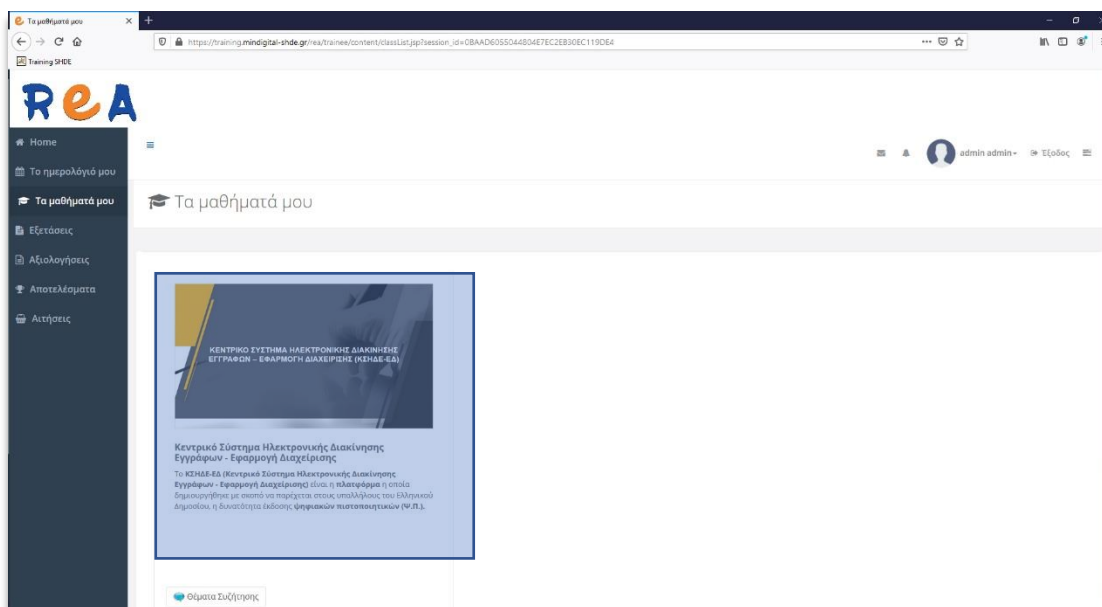 Τα μαθήματά μου
https://training.mindigital-shde.gr/rea/trainee/content/classList.jsp?session_id=0BAAD6055044804E7EC2EB30EC119DE4
Training SHDE
ReA
Home
admin admin
Έξοδος
Το ημερολόγιό μου
Τα μαθήματά μου
Τα μαθήματά μου
Εξετάσεις
Αξιολογήσεις
Αποτελέσματα
Αιτήσεις
ΚΕΝΤΡΙΚΟ ΣΥΣΤΗΜΑ ΗΛΕΚΤΡΟΝΙΚΗΣ ΔΙΑΚΙΝΗΣΗΣ
ΕΓΓΡΑΦΩΝ – ΕΦΑΡΜΟΓΗ ΔΙΑΧΕΙΡΙΣΗΣ (ΚΣΗΔΕ-ΕΔ)
Κεντρικό Σύστημα Ηλεκτρονικής Διακίνησης
Εγγράφων - Εφαρμογή Διαχείρισης
Το ΚΣΗΔΕ-ΕΔ (Κεντρικό Σύστημα Ηλεκτρονικής Διακίνησης
Εγγράφων - Εφαρμογή Διαχείρισης) είναι η πλατφόρμα η οποία
δημιουργήθηκε με σκοπό να παρέχεται στους υπαλλήλους του Ελληνικού
Δημοσίου, η δυνατότητα έκδοσης ψηφιακών πιστοποιητικών (Ψ.Π.).
Θέματα Συζήτησης